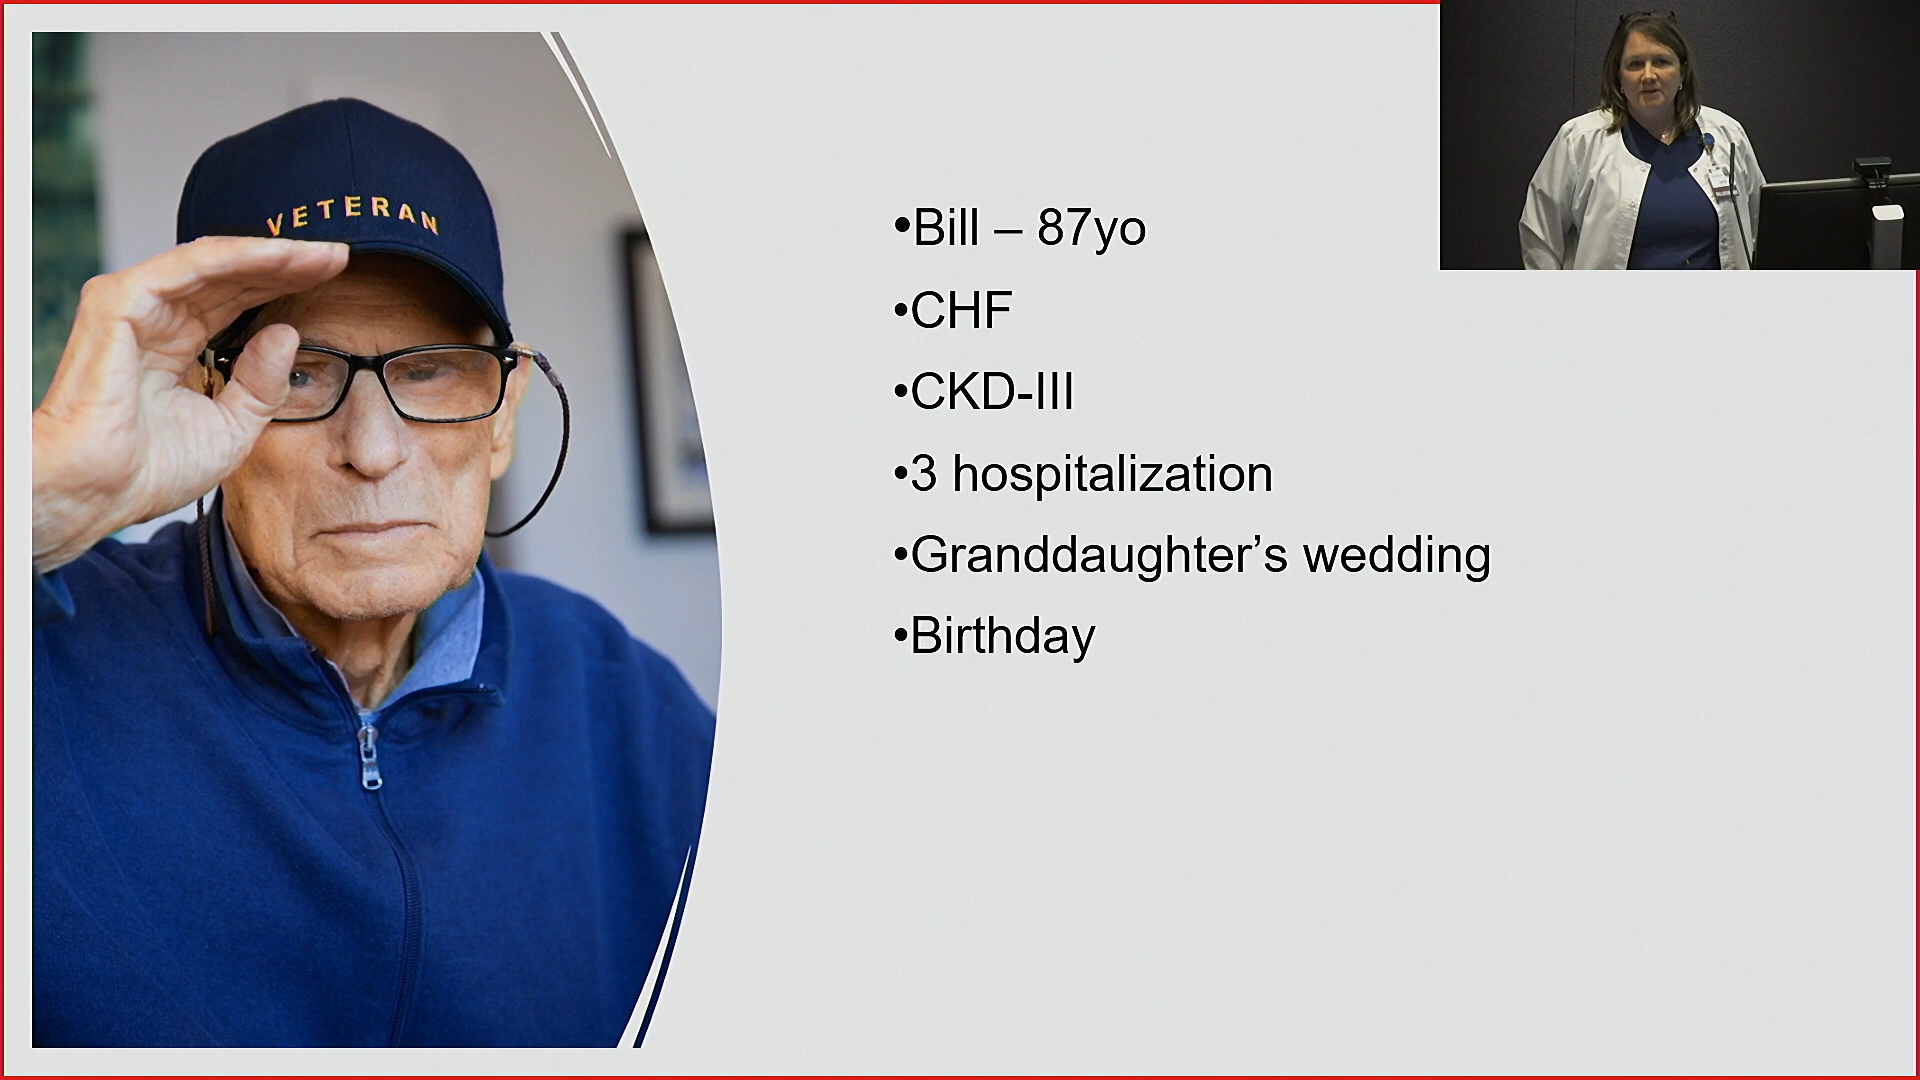 VETERAN
•Bill – 87yo
•CHF
•CKD-III
•3 hospitalization
•Granddaughter’s wedding
•Birthday